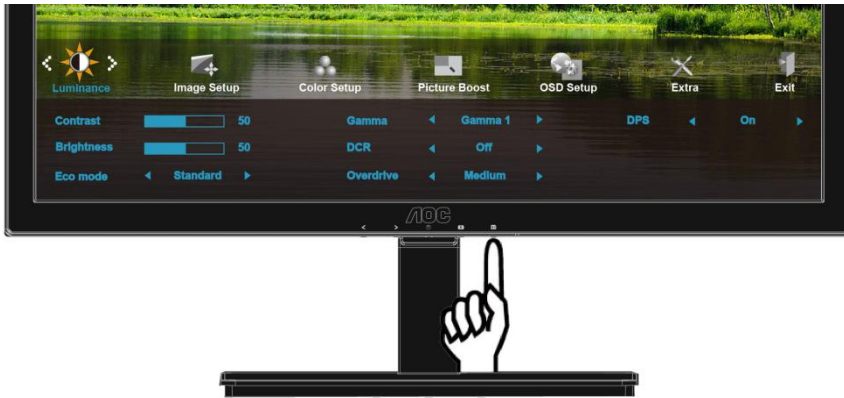 Luminance Image Setup Color Setup Picture Boost OSD Setup Extra Exit
Contrast 50 Gamma Gamma 1 DPS On
Brightness 50 DCR Off
Eco mode Standard Overdrive Medium
AOC